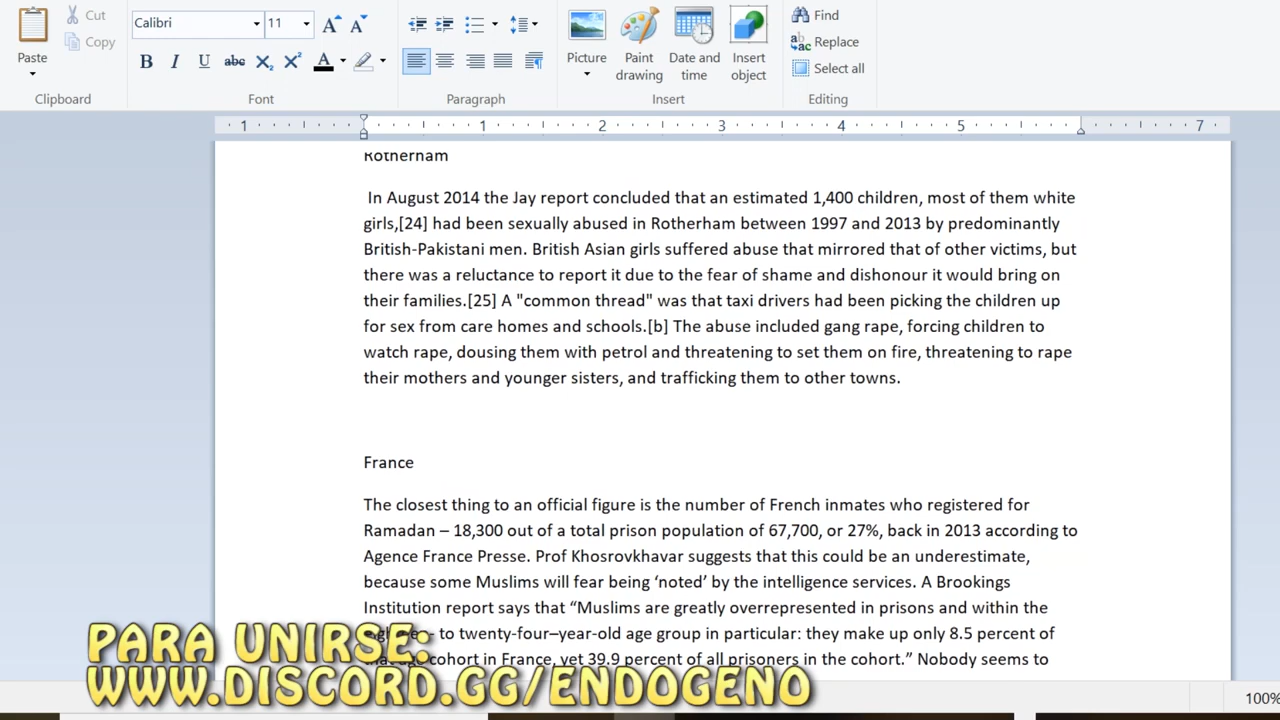 Calibri
11
Cut
Copy
Paste
Picture
Paint drawing
Date and time
Insert object
Find
Replace
Select all
Clipboard
Font
Paragraph
Insert
Editing
1 1 2 3 4 5 7
Rotherham
In August 2014 the Jay report concluded that an estimated 1,400 children, most of them white
girls,[24] had been sexually abused in Rotherham between 1997 and 2013 by predominantly
British-Pakistani men. British Asian girls suffered abuse that mirrored that of other victims, but
there was a reluctance to report it due to the fear of shame and dishonour it would bring on
their families.[25] A "common thread" was that taxi drivers had been picking the children up
for sex from care homes and schools.[b] The abuse included gang rape, forcing children to
watch rape, dousing them with petrol and threatening to set them on fire, threatening to rape
their mothers and younger sisters, and trafficking them to other towns.
France
The closest thing to an official figure is the number of French inmates who registered for
Ramadan – 18,300 out of a total prison population of 67,700, or 27%, back in 2013 according to
Agence France Presse. Prof Khosrovkhavar suggests that this could be an underestimate,
because some Muslims will fear being ‘noted’ by the intelligence services. A Brookings
Institution report says that “Muslims are greatly overrepresented in prisons and within the
to twenty-four–year-old age group in particular: they make up only 8.5 percent of
cohort in France, yet 39.9 percent of all prisoners in the cohort.” Nobody seems to
PARA UNIRSE:
WWW.DISCORD.GG/ENDOGENO
100%